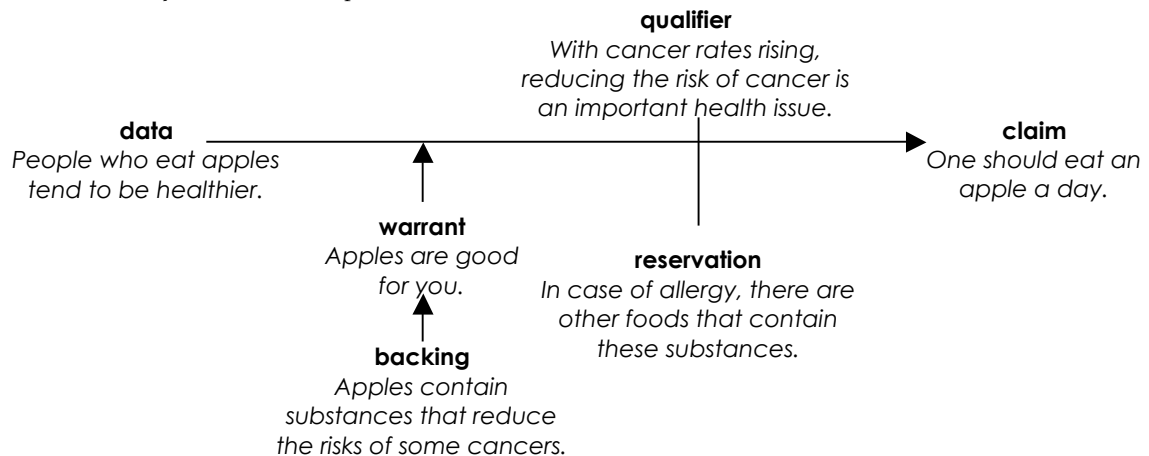 qualifier
With cancer rates rising,
reducing the risk of cancer is
an important health issue.
data
People who eat apples
tend to be healthier.
claim
One should eat an
apple a day.
warrant
Apples are good
for you.
reservation
In case of allergy, there are
other foods that contain
these substances.
backing
Apples contain
substances that reduce
the risks of some cancers.